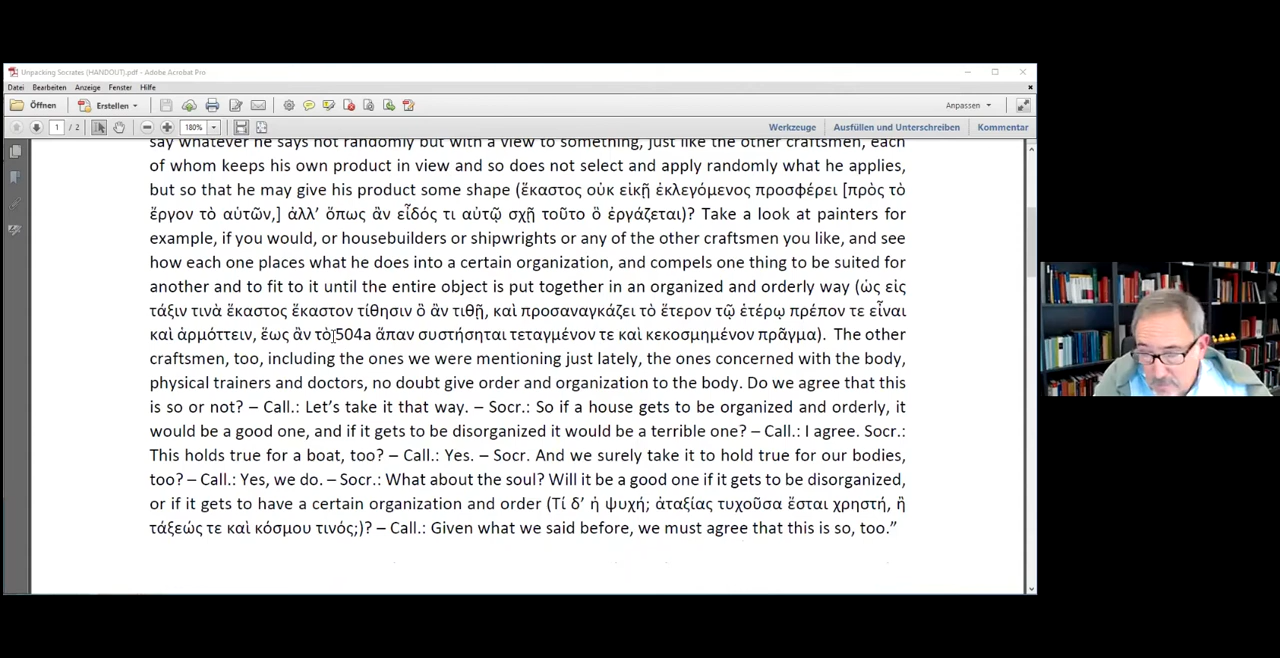 Unpacking Socrates (HANDOUT).pdf - Adobe Acrobat Pro
Datei Bearbeiten Anzeige Fenster Hilfe
Öffnen Erstellen Anpassen
1 / 2 180%
Werkzeuge Ausfüllen und Unterschreiben Kommentar
say whatever he says not randomly but with a view to something, just like the other craftsmen, each
of whom keeps his own product in view and so does not select and apply randomly what he applies,
but so that he may give his product some shape (ἕκαστος οὐκ εἰκῇ ἐκλεγόμενος προσφέρει [πρὸς τὸ
ἔργον τὸ αὑτῶν,] ἀλλ’ ὅπως ἂν εἶδός τι αὐτῷ σχῇ τοῦτο ὃ ἐργάζεται)? Take a look at painters for
example, if you would, or housebuilders or shipwrights or any of the other craftsmen you like, and see
how each one places what he does into a certain organization, and compels one thing to be suited for
another and to fit to it until the entire object is put together in an organized and orderly way (ὡς εἰς
τάξιν τινὰ ἕκαστος ἕκαστον τίθησιν ὃ ἂν τιθῇ, καὶ προσαναγκάζει τὸ ἕτερον τῷ ἑτέρῳ πρέπον τε εἶναι
καὶ ἁρμόττειν, ἕως ἂν τὸ 504a ἅπαν συστήσηται τεταγμένον τε καὶ κεκοσμημένον πρᾶγμα). The other
craftsmen, too, including the ones we were mentioning just lately, the ones concerned with the body,
physical trainers and doctors, no doubt give order and organization to the body. Do we agree that this
is so or not? – Call.: Let’s take it that way. – Socr.: So if a house gets to be organized and orderly, it
would be a good one, and if it gets to be disorganized it would be a terrible one? – Call.: I agree. Socr.:
This holds true for a boat, too? – Call.: Yes. – Socr. And we surely take it to hold true for our bodies,
too? – Call.: Yes, we do. – Socr.: What about the soul? Will it be a good one if it gets to be disorganized,
or if it gets to have a certain organization and order (Τί δ’ ἡ ψυχή; ἀταξίας τυχοῦσα ἔσται χρηστή, ἢ
τάξεώς τε καὶ κόσμου τινός;)? – Call.: Given what we said before, we must agree that this is so, too.”